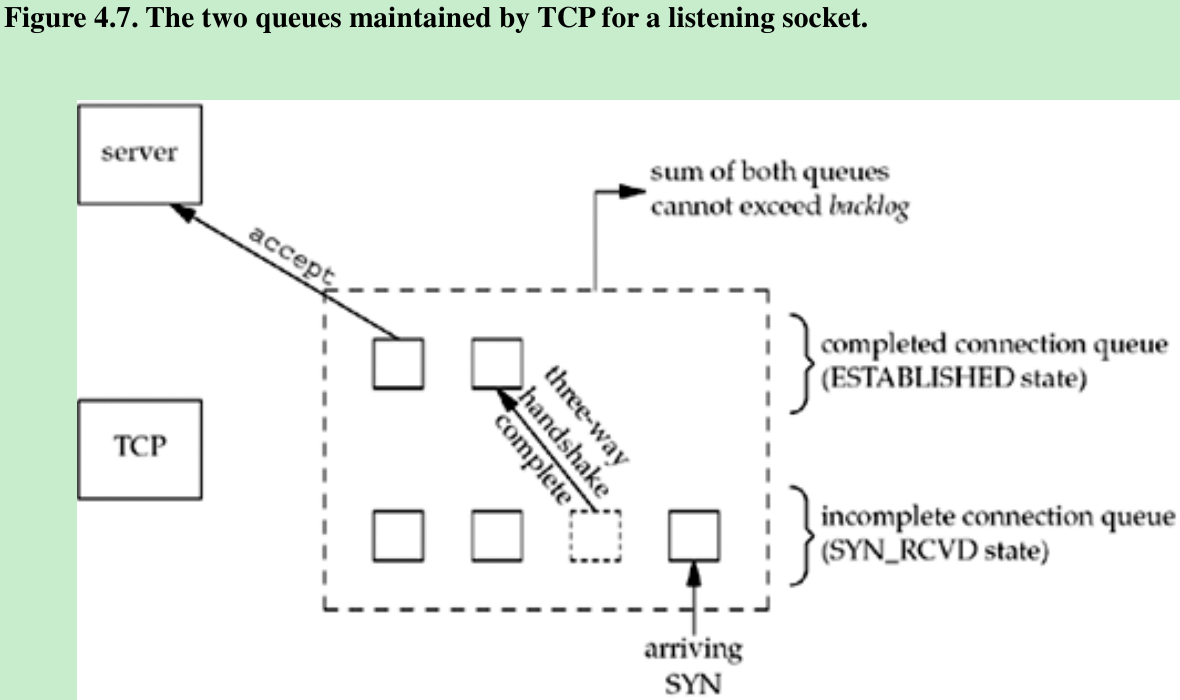 Figure 4.7. The two queues maintained by TCP for a listening socket.
server
sum of both queues
cannot exceed backlog
accept
completed connection queue
(ESTABLISHED state)
three-way
handshake
complete
TCP
incomplete connection queue
(SYN_RCVD state)
arriving
SYN